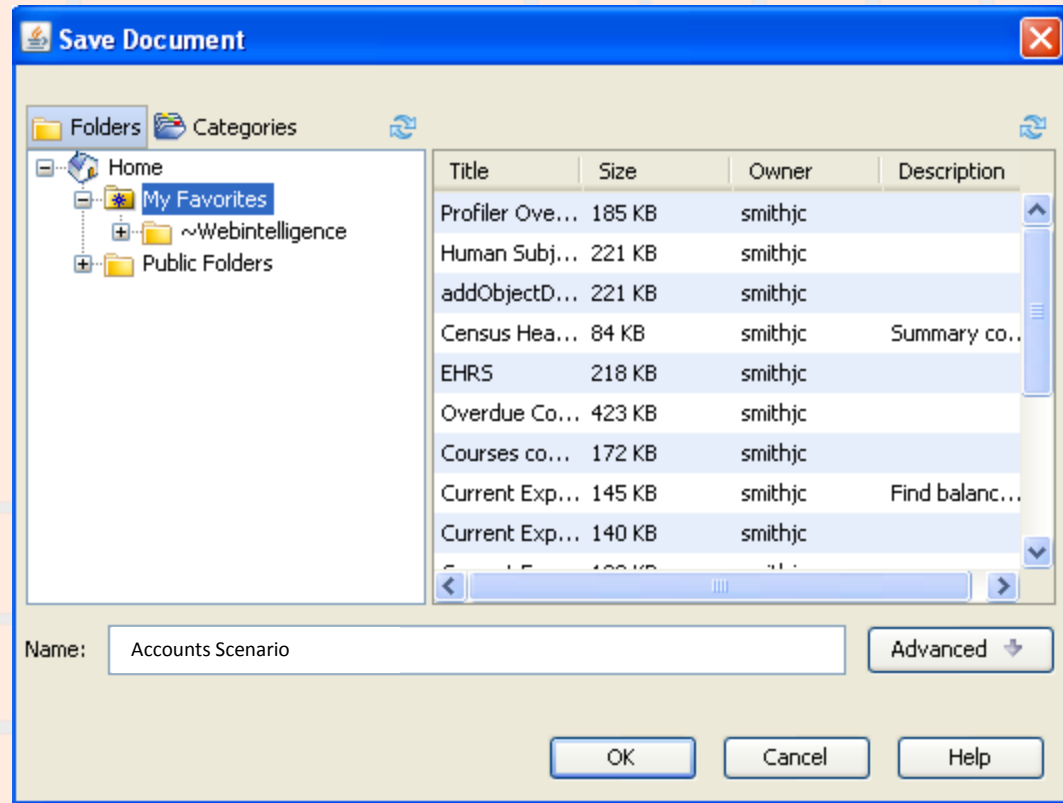 Save Document
Folders Categories
Home
My Favorites
~Webintelligence
Public Folders
Title Size Owner Description
Profiler Ove... 185 KB smithjc
Human Subj... 221 KB smithjc
addObjectD... 221 KB smithjc
Census Hea... 84 KB smithjc Summary co...
EHRS 218 KB smithjc
Overdue Co... 423 KB smithjc
Courses co... 172 KB smithjc
Current Exp... 145 KB smithjc Find balanc...
Current Exp... 140 KB smithjc
Name: Accounts Scenario Advanced
OK Cancel Help